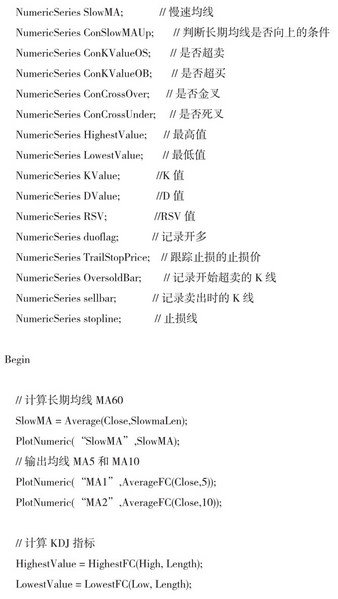 NumericSeries SlowMA; // 慢速均线
NumericSeries ConSlowMAUp; // 判断长期均线是否向上的条件
NumericSeries ConKValueOS; // 是否超卖
NumericSeries ConKValueOB; // 是否超买
NumericSeries ConCrossOver; // 是否金叉
NumericSeries ConCrossUnder; // 是否死叉
NumericSeries HighestValue; // 最高值
NumericSeries LowestValue; // 最低值
NumericSeries KValue; //K 值
NumericSeries DValue; //D 值
NumericSeries RSV; //RSV 值
NumericSeries duoflag; // 记录开多
NumericSeries TrailStopPrice; // 跟踪止损的止损价
NumericSeries OversoldBar; // 记录开始超卖的 K 线
NumericSeries sellbar; // 记录卖出时的 K 线
NumericSeries stopline; // 止损线
Begin
// 计算长期均线 MA60
SlowMA = Average(Close,SlowmaLen);
PlotNumeric( “SlowMA” ,SlowMA);
// 输出均线 MA5 和 MA10
PlotNumeric( “MA1” ,AverageFC(Close,5));
PlotNumeric( “MA2” ,AverageFC(Close,10));
// 计算 KDJ 指标
HighestValue = HighestFC(High, Length);
LowestValue = LowestFC(Low, Length);